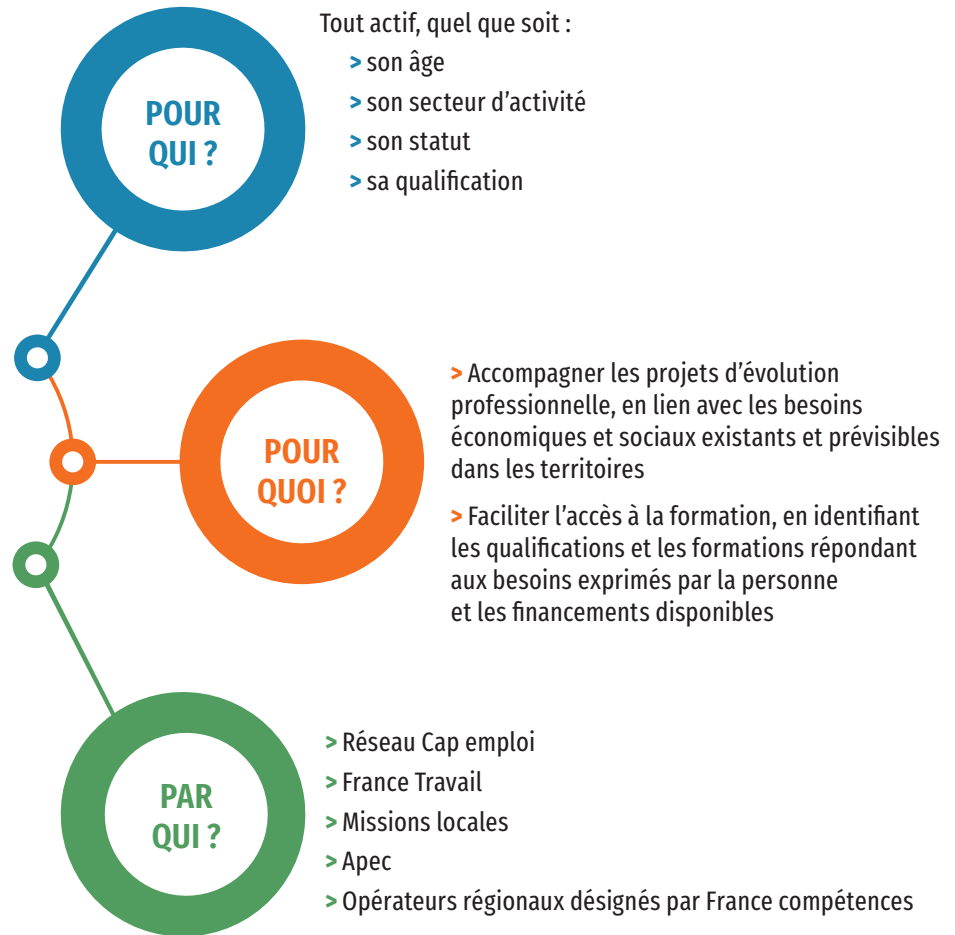 POUR
QUI ?
Tout actif, quel que soit :
> son âge
> son secteur d'activité
> son statut
> sa qualification
POUR
QUOI ?
> Accompagner les projets d'évolution
professionnelle, en lien avec les besoins
économiques et sociaux existants et prévisibles
dans les territoires
> Faciliter l'accès à la formation, en identifiant
les qualifications et les formations répondant
aux besoins exprimés par la personne
et les financements disponibles
PAR
QUI ?
> Réseau Cap emploi
> France Travail
> Missions locales
> Apec
> Opérateurs régionaux désignés par France compétences